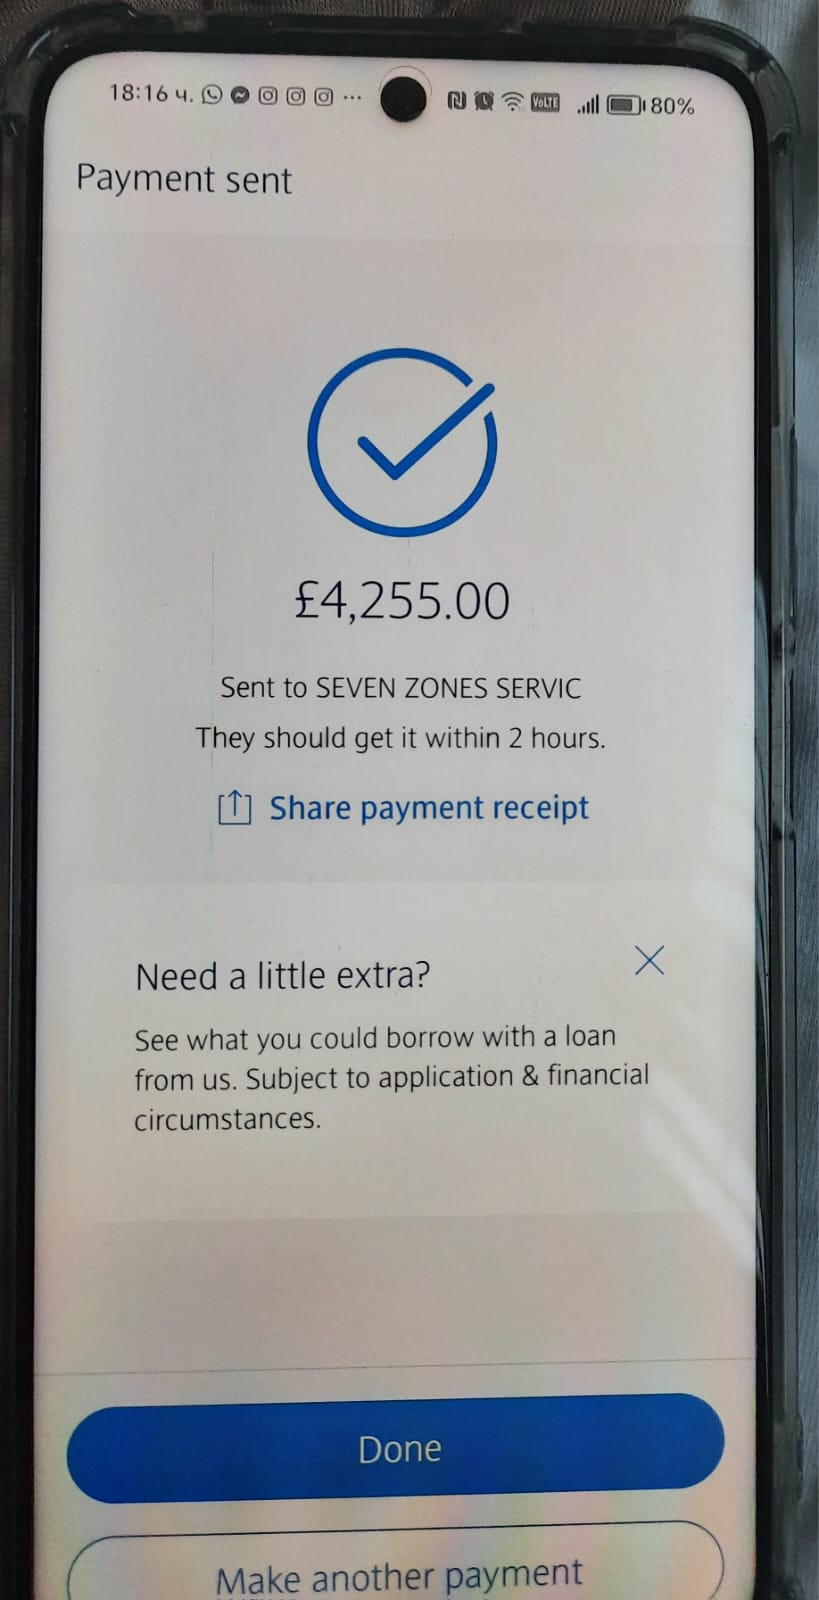 18:16 ч. ... VoLTE 80%
Payment sent
£4,255.00
Sent to SEVEN ZONES SERVIC
They should get it within 2 hours.
Share payment receipt
Need a little extra?
See what you could borrow with a loan
from us. Subject to application & financial
circumstances.
Done
Make another payment